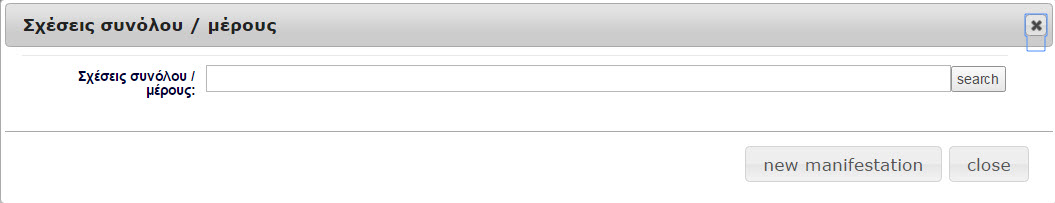 Σχέσεις συνόλου / μέρους
Σχέσεις συνόλου /
μέρους:
search
new manifestation
close